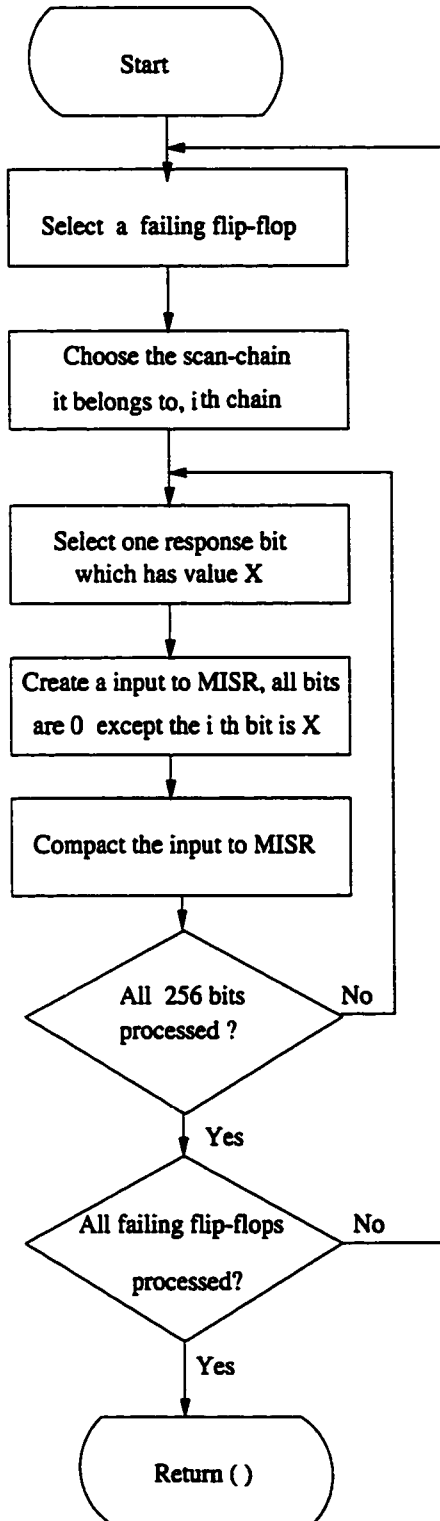 Start
Select a failing flip-flop
Choose the scan-chain
it belongs to, i th chain
Select one response bit
which has value X
Create a input to MISR, all bits
are 0 except the i th bit is X
Compact the input to MISR
All 256 bits
processed ?
No
Yes
All failing flip-flops
processed?
No
Yes
Return ( )